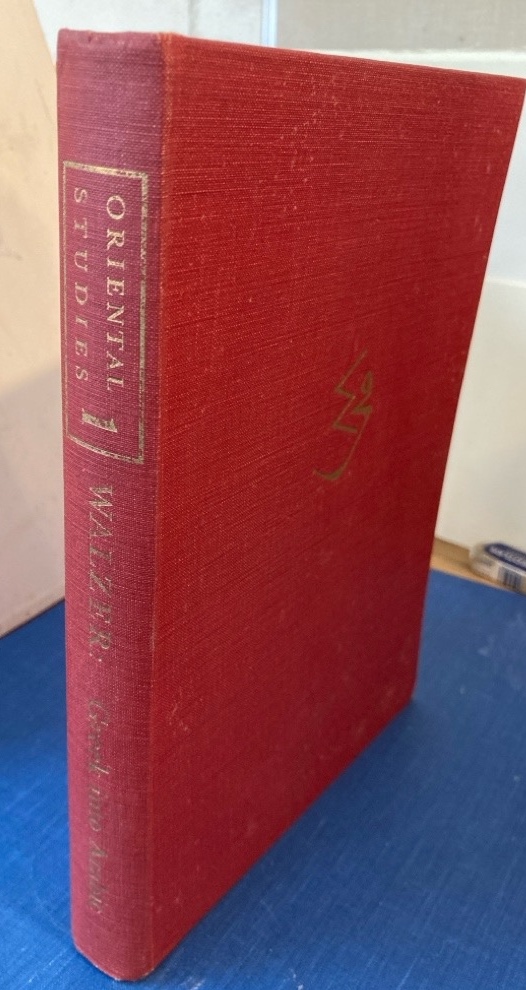 ORIENTAL
STUDIES
1
WALZER: Greek into Arabic